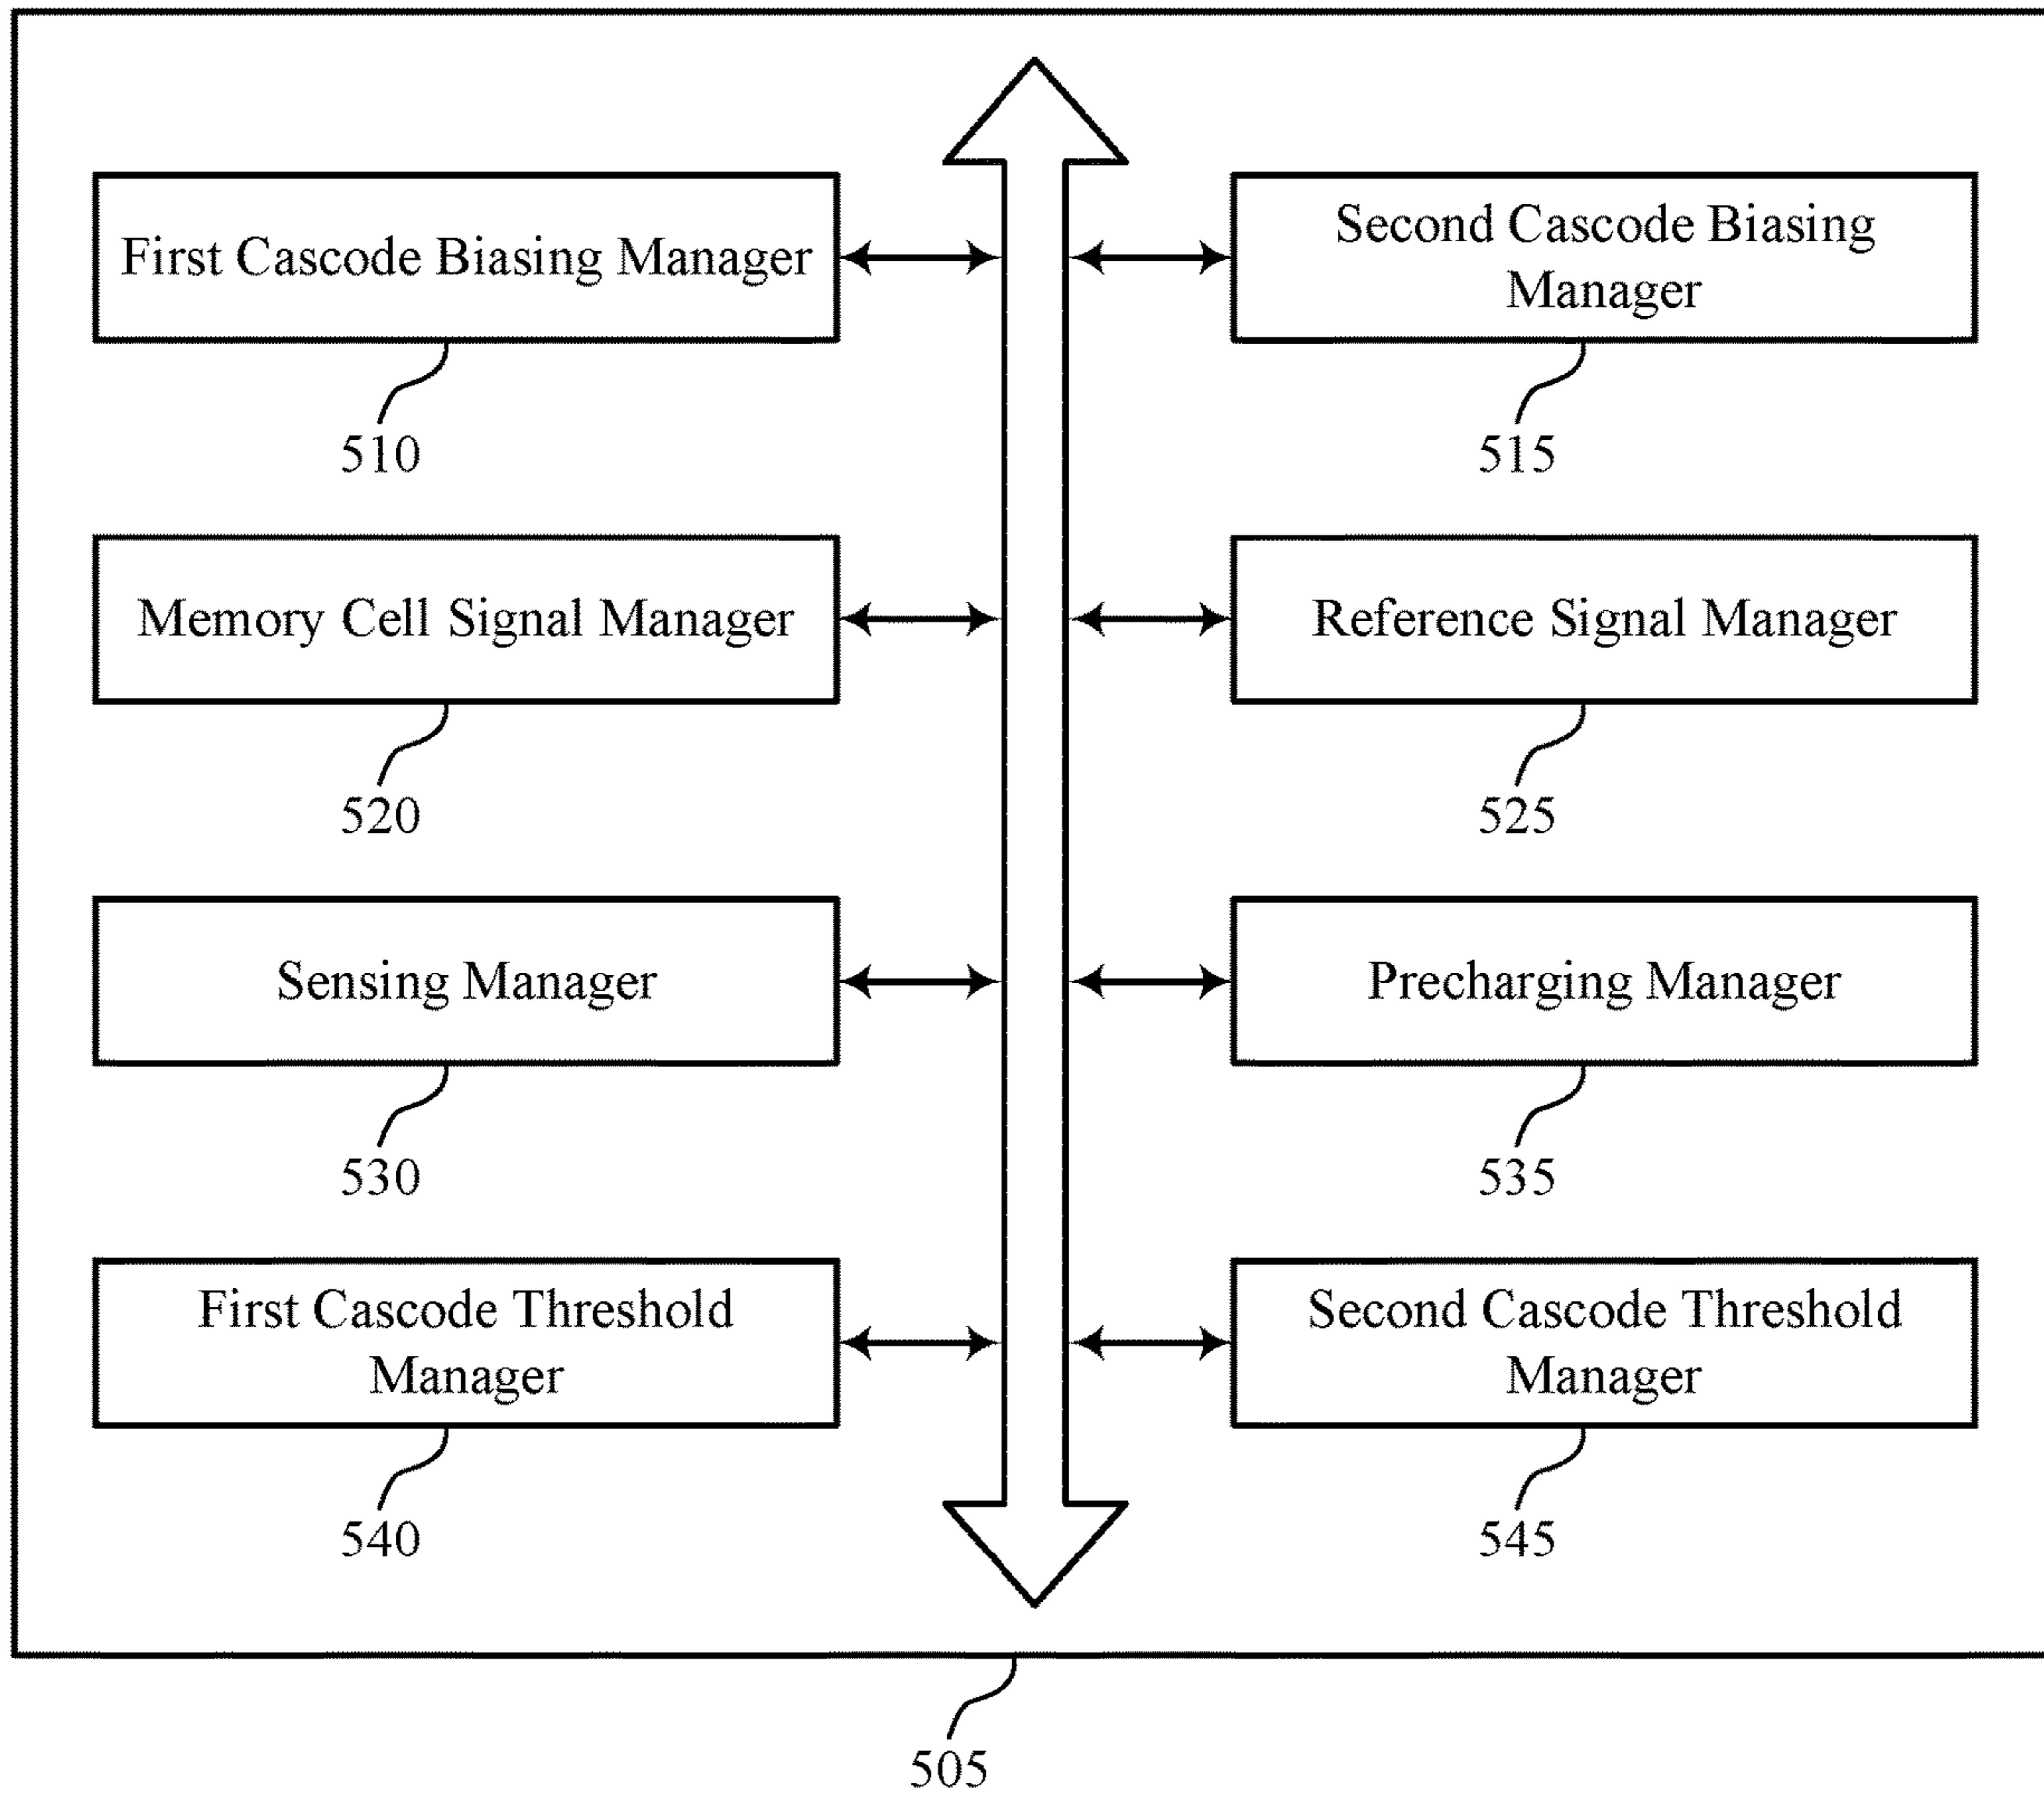 First Cascode Biasing Manager
510
Second Cascode Biasing
Manager
515
Memory Cell Signal Manager
520
Reference Signal Manager
525
Sensing Manager
530
Precharging Manager
535
First Cascode Threshold
Manager
540
Second Cascode Threshold
Manager
545
505